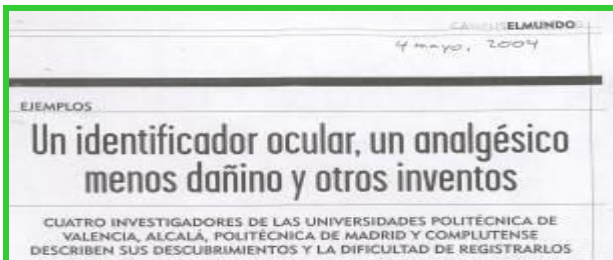 CAMPUS ELMUNDO
4 mayo, 2004
EJEMPLOS
Un identificador ocular, un analgésico
menos dañino y otros inventos
CUATRO INVESTIGADORES DE LAS UNIVERSIDADES POLITÉCNICA DE
VALENCIA, ALCALÁ, POLITÉCNICA DE MADRID Y COMPLUTENSE
DESCRIBEN SUS DESCUBRIMIENTOS Y LA DIFICULTAD DE REGISTRARLOS